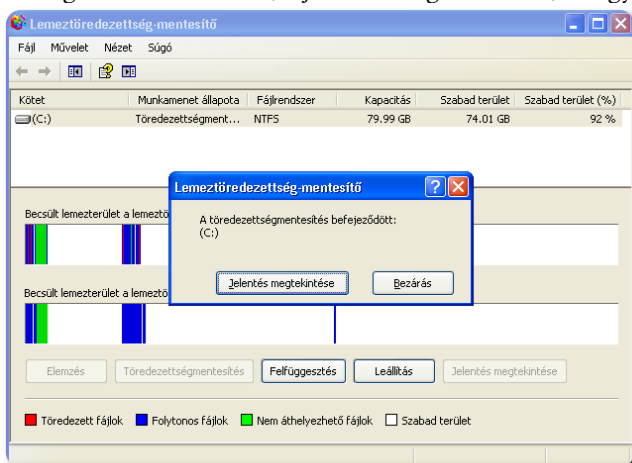 Lemeztöredezettség-mentesítő
Fájl Művelet Nézet Súgó
Kötet Munkamenet állapota Fájlrendszer Kapacitás Szabad terület Szabad terület (%)
(C:) Töredezettségment... NTFS 79.99 GB 74.01 GB 92 %
Lemeztöredezettség-mentesítő
A töredezettségmentesítés befejeződött:
(C:)
Jelentés megtekintése Bezárás
Becsült lemezterület a lemeztö
Becsült lemezterület a lemeztö
Elemzés Töredezettségmentesítés Felfüggesztés Leállítás Jelentés megtekintése
Töredezett fájlok Folytonos fájlok Nem áthelyezhető fájlok Szabad terület